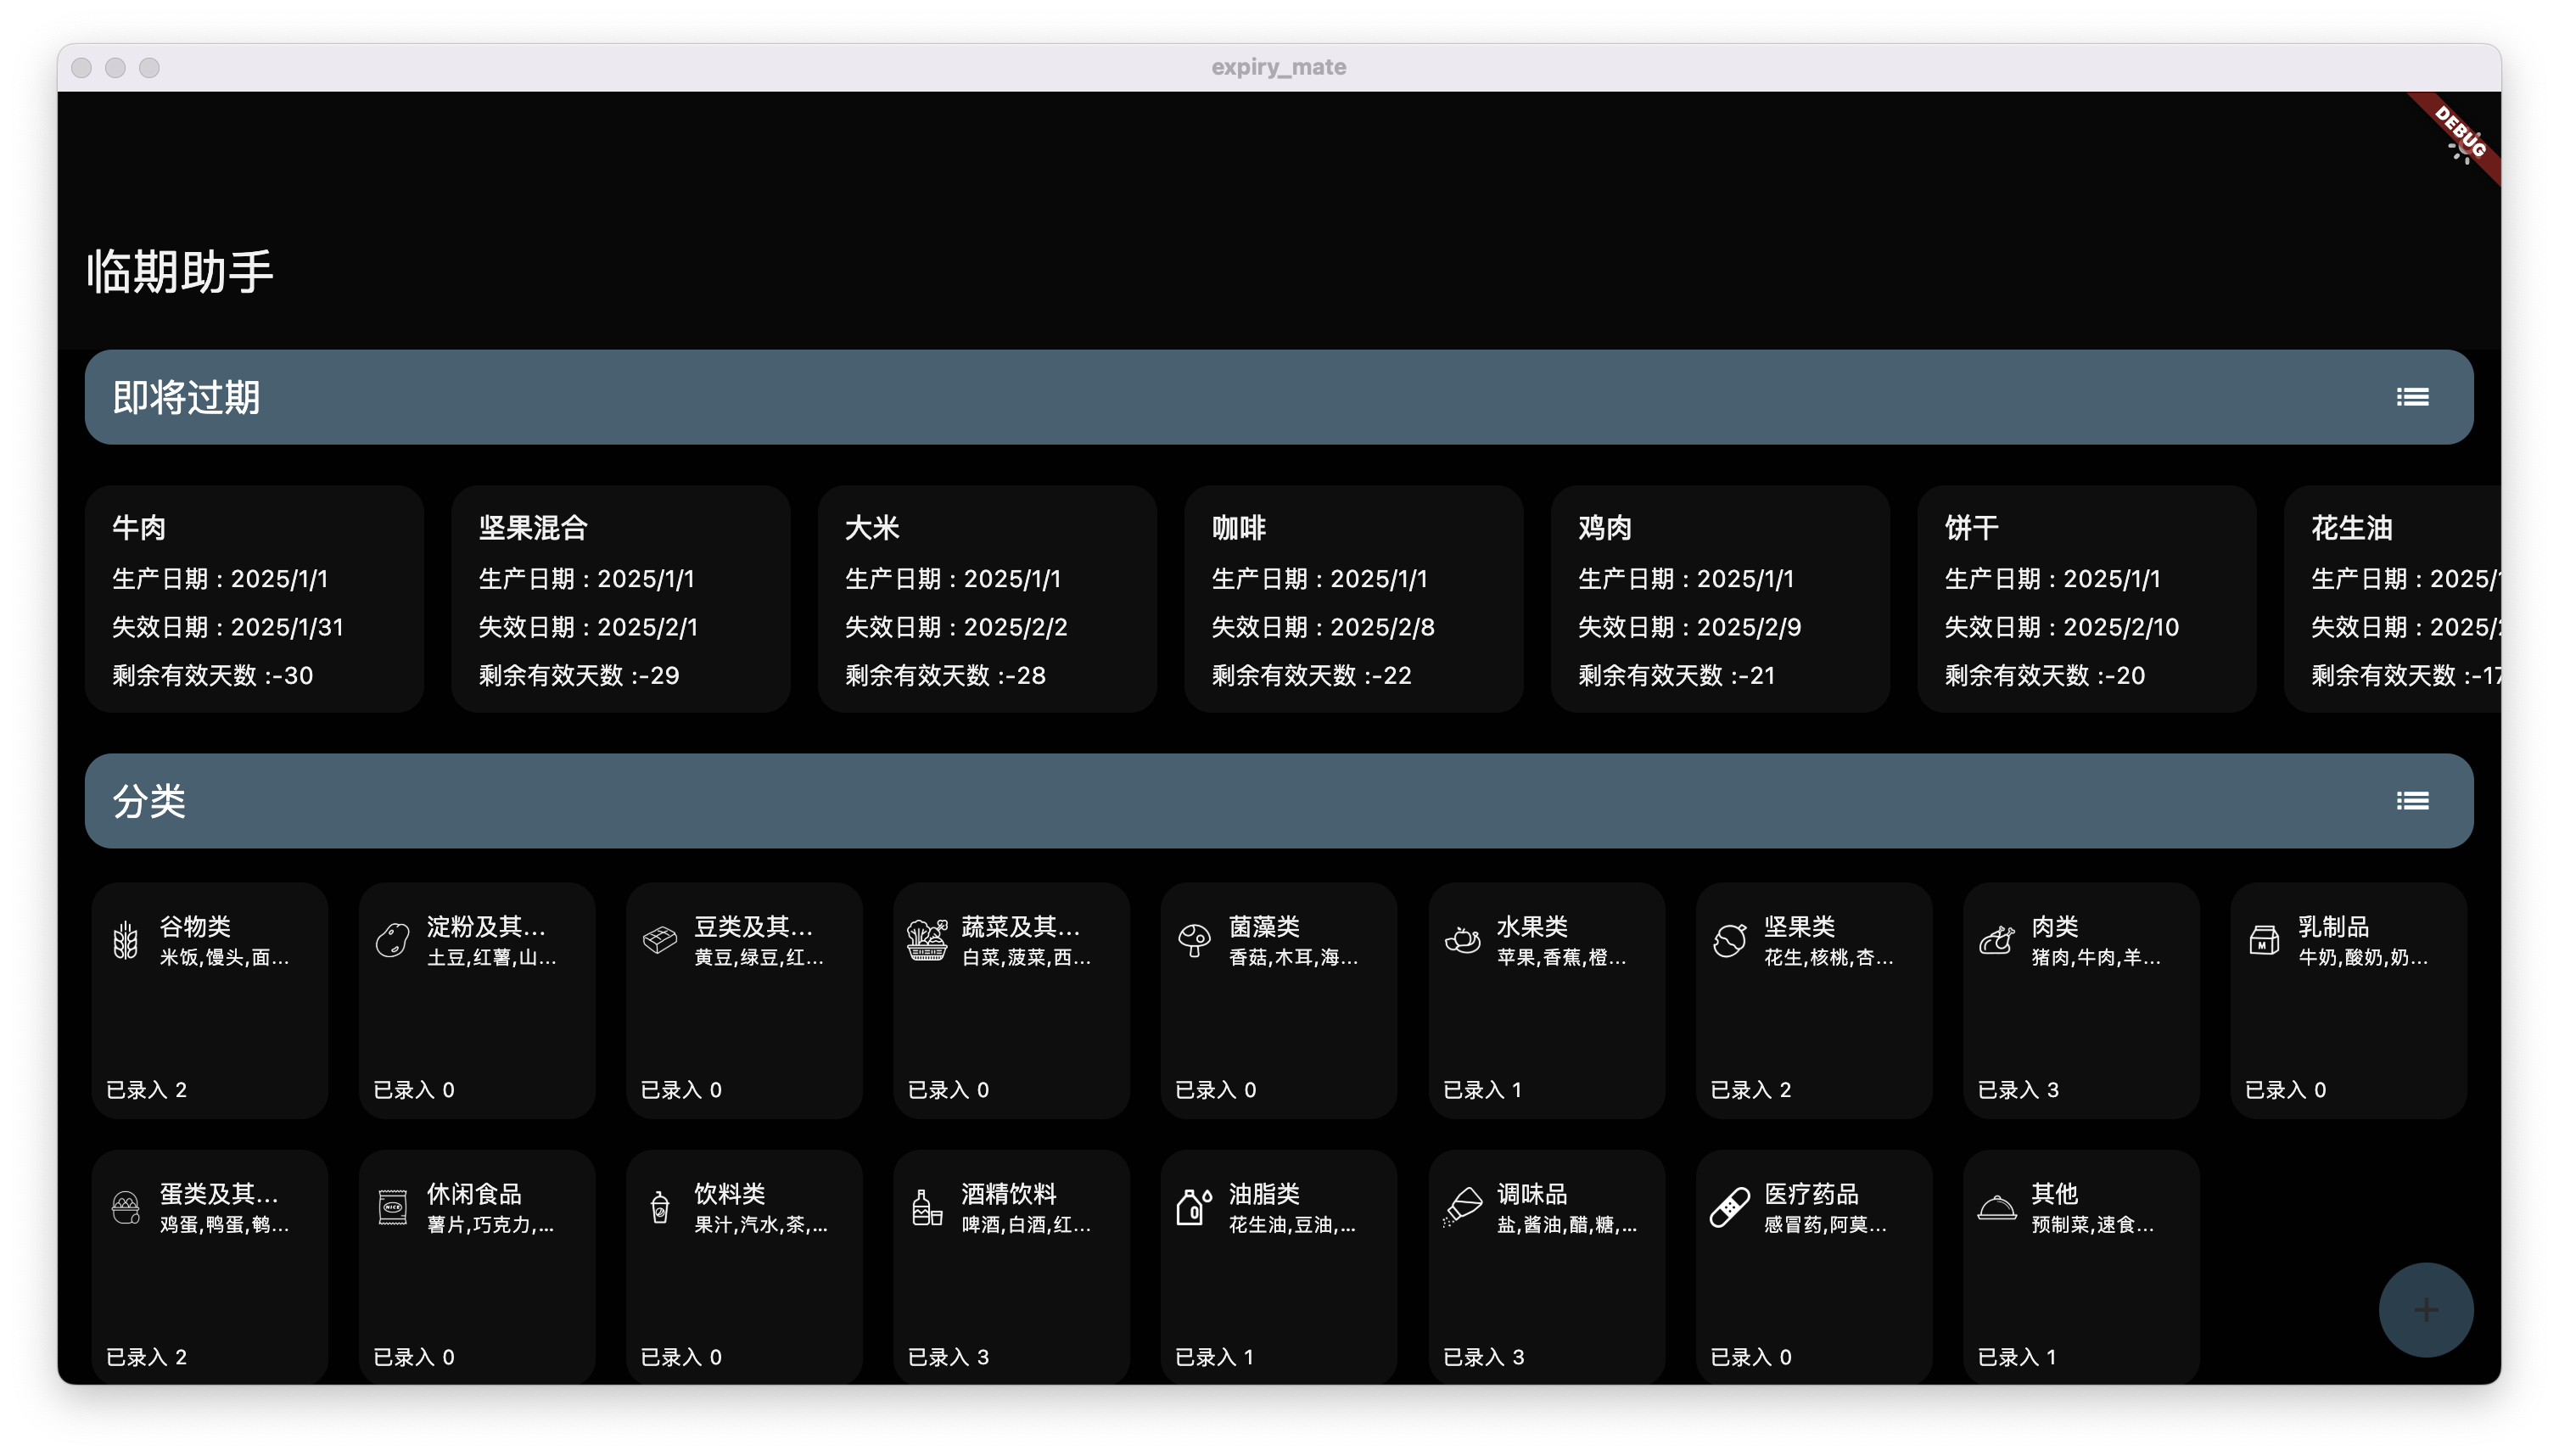 expiry_mate
DEBUG
临期助手
即将过期
牛肉
生产日期 : 2025/1/1
失效日期 : 2025/1/31
剩余有效天数 :-30
坚果混合
生产日期 : 2025/1/1
失效日期 : 2025/2/1
剩余有效天数 :-29
大米
生产日期 : 2025/1/1
失效日期 : 2025/2/2
剩余有效天数 :-28
咖啡
生产日期 : 2025/1/1
失效日期 : 2025/2/8
剩余有效天数 :-22
鸡肉
生产日期 : 2025/1/1
失效日期 : 2025/2/9
剩余有效天数 :-21
饼干
生产日期 : 2025/1/1
失效日期 : 2025/2/10
剩余有效天数 :-20
花生油
生产日期 : 2025/
失效日期 : 2025/
剩余有效天数 :-17
分类
谷物类
米饭,馒头,面...
已录入 2
淀粉及其...
土豆,红薯,山...
已录入 0
豆类及其...
黄豆,绿豆,红...
已录入 0
蔬菜及其...
白菜,菠菜,西...
已录入 0
菌藻类
香菇,木耳,海...
已录入 0
水果类
苹果,香蕉,橙...
已录入 1
坚果类
花生,核桃,杏...
已录入 2
肉类
猪肉,牛肉,羊...
已录入 3
乳制品
M
牛奶,酸奶,奶...
已录入 0
蛋类及其...
鸡蛋,鸭蛋,鹌...
已录入 2
休闲食品
NICE
薯片,巧克力,...
已录入 0
饮料类
果汁,汽水,茶,...
已录入 0
酒精饮料
啤酒,白酒,红...
已录入 3
油脂类
花生油,豆油,...
已录入 1
调味品
盐,酱油,醋,糖,...
已录入 3
医疗药品
感冒药,阿莫...
已录入 0
其他
预制菜,速食...
已录入 1